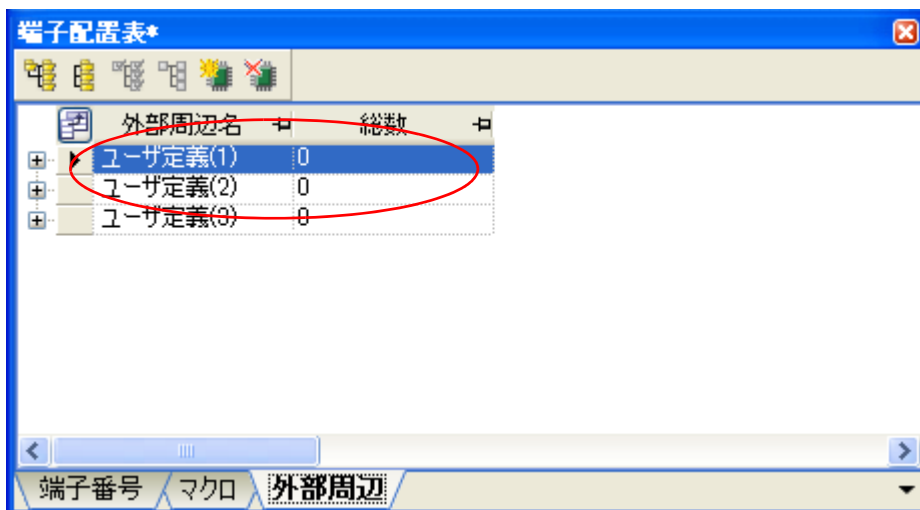 端子配置表*
外部周辺名 総数
ユーザ定義(1) 0
ユーザ定義(2) 0
ユーザ定義(3) 0
端子番号 マクロ 外部周辺